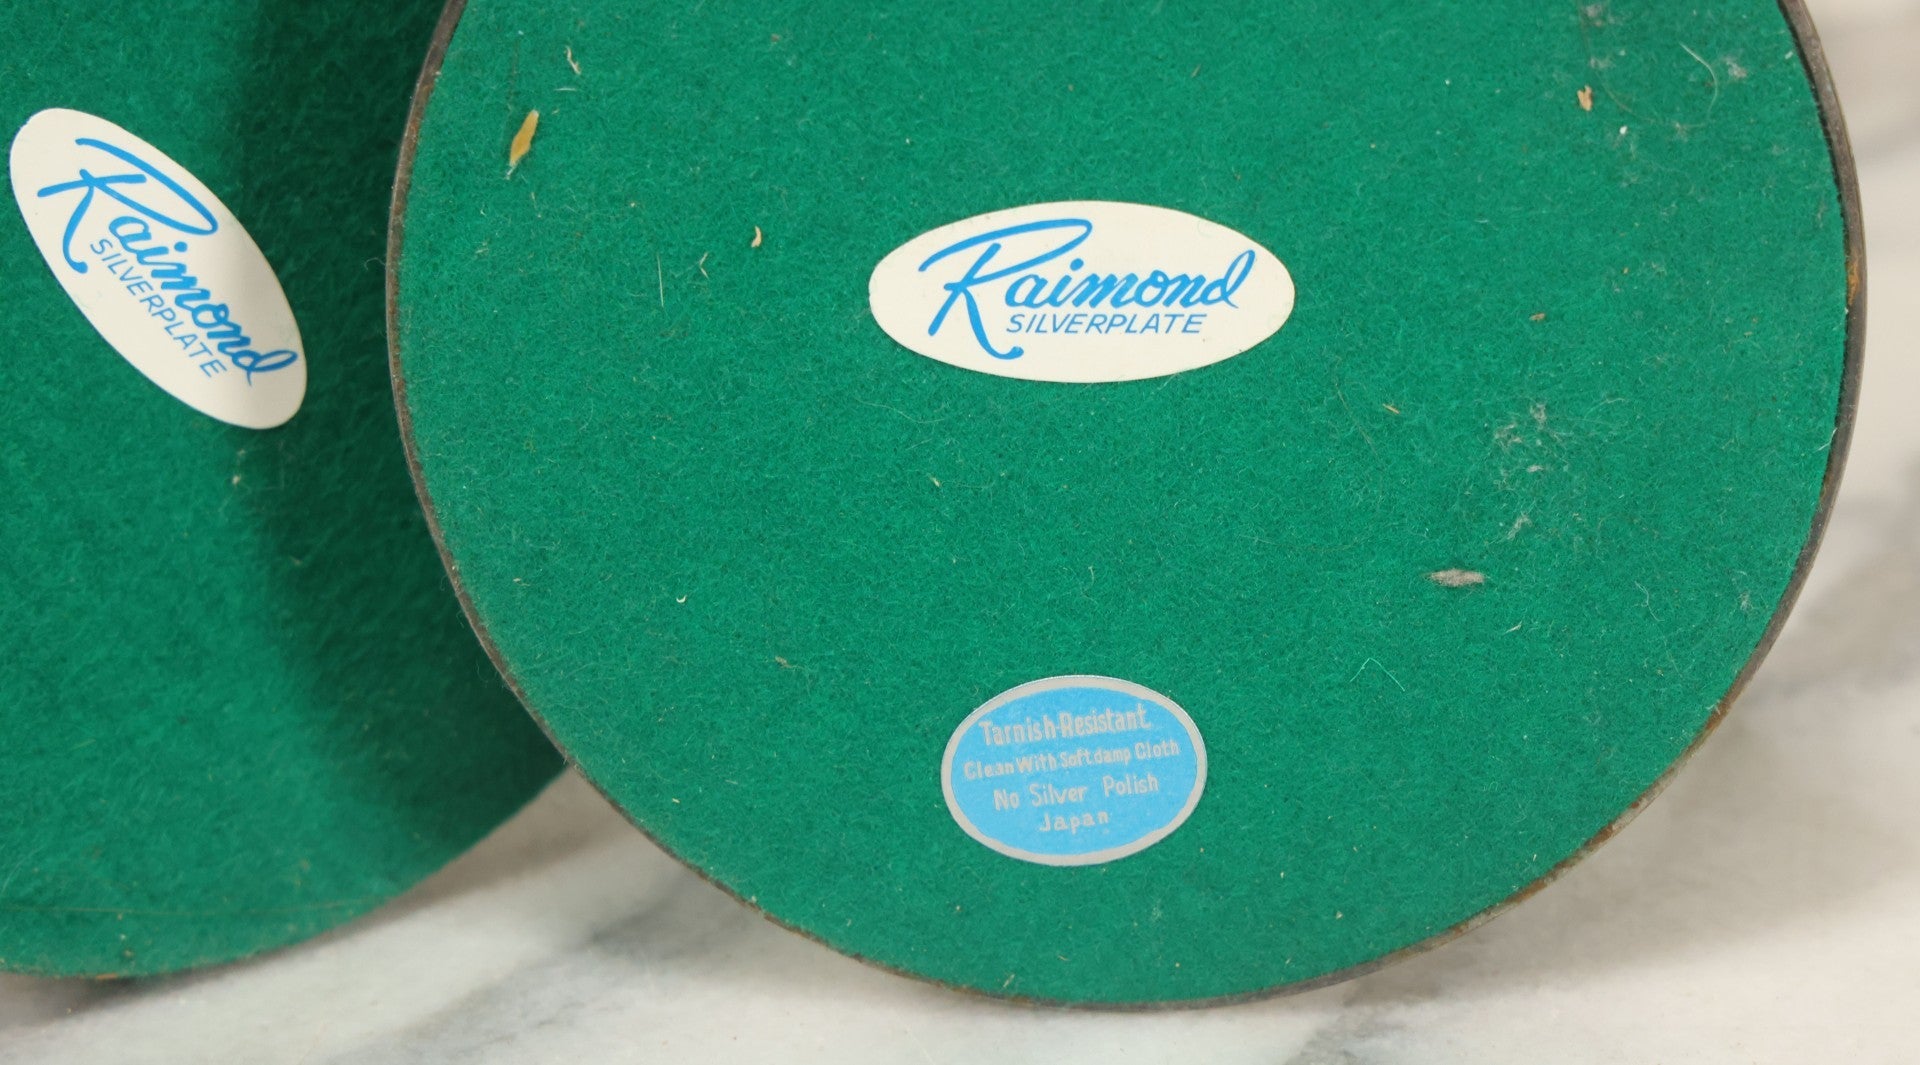 Raimond
SILVERPLATE
Raimond
SILVERPLATE
Tarnish-Resistant
Clean With Soft damp Cloth
No Silver Polish
Japan